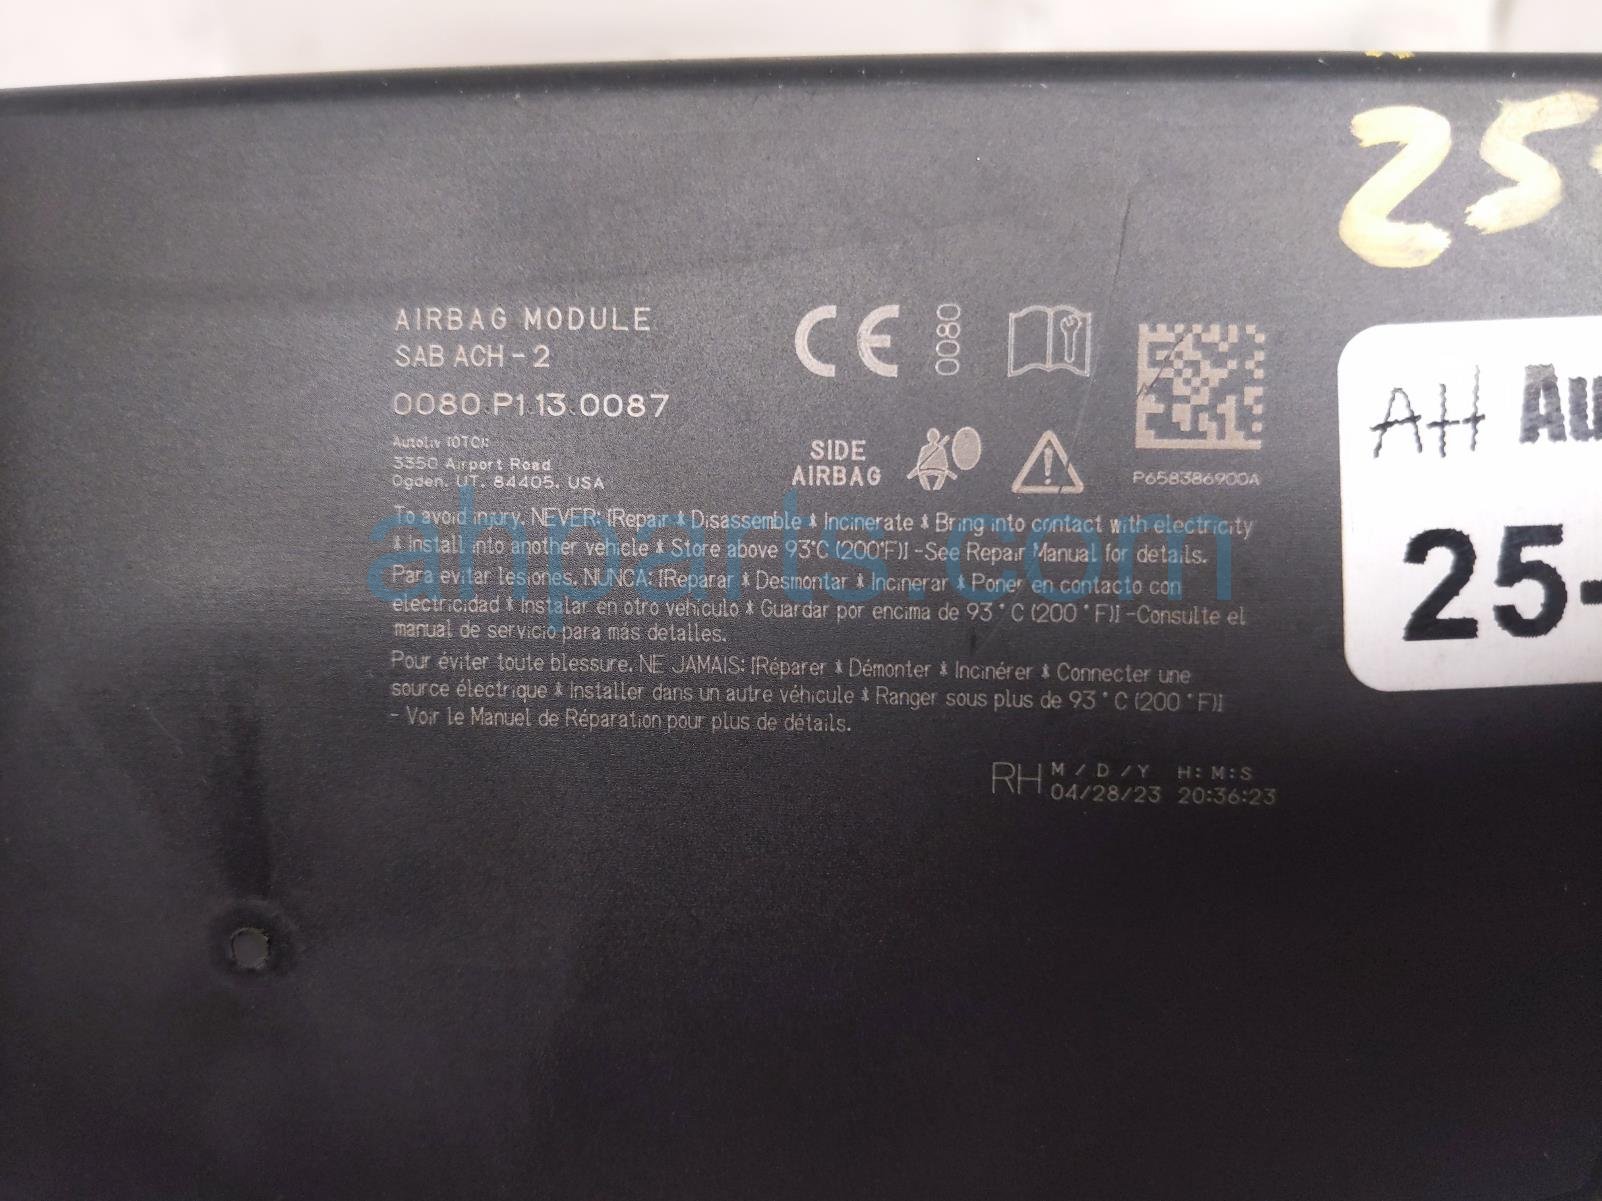 25-
AIRBAG MODULE
SAB ACH-2
0080.P1.13.0087
Autoliv (OTC):
3350 Airport Road
Ogden, UT, 84405, USA
CE 0080
SIDE
AIRBAG
P658386900A
AH Au
25-
To avoid injury, NEVER: [Repair * Disassemble * Incinerate * Bring into contact with electricity
* Install into another vehicle * Store above 93°C (200°F)] -See Repair Manual for details.
Para evitar lesiones, NUNCA: [Reparar * Desmontar * Incinerar * Poner en contacto con
electricidad * Instalar en otro vehículo * Guardar por encima de 93°C (200°F)] -Consulte el
manual de servicio para más detalles.
Pour éviter toute blessure, NE JAMAIS: [Réparer * Démonter * Incinérer * Connecter une
source électrique * Installer dans un autre véhicule * Ranger sous plus de 93°C (200°F)]
- Voir le Manuel de Réparation pour plus de détails.
ahparts.com
RH M / D / Y H: M: S
04/28/23 20:36:23